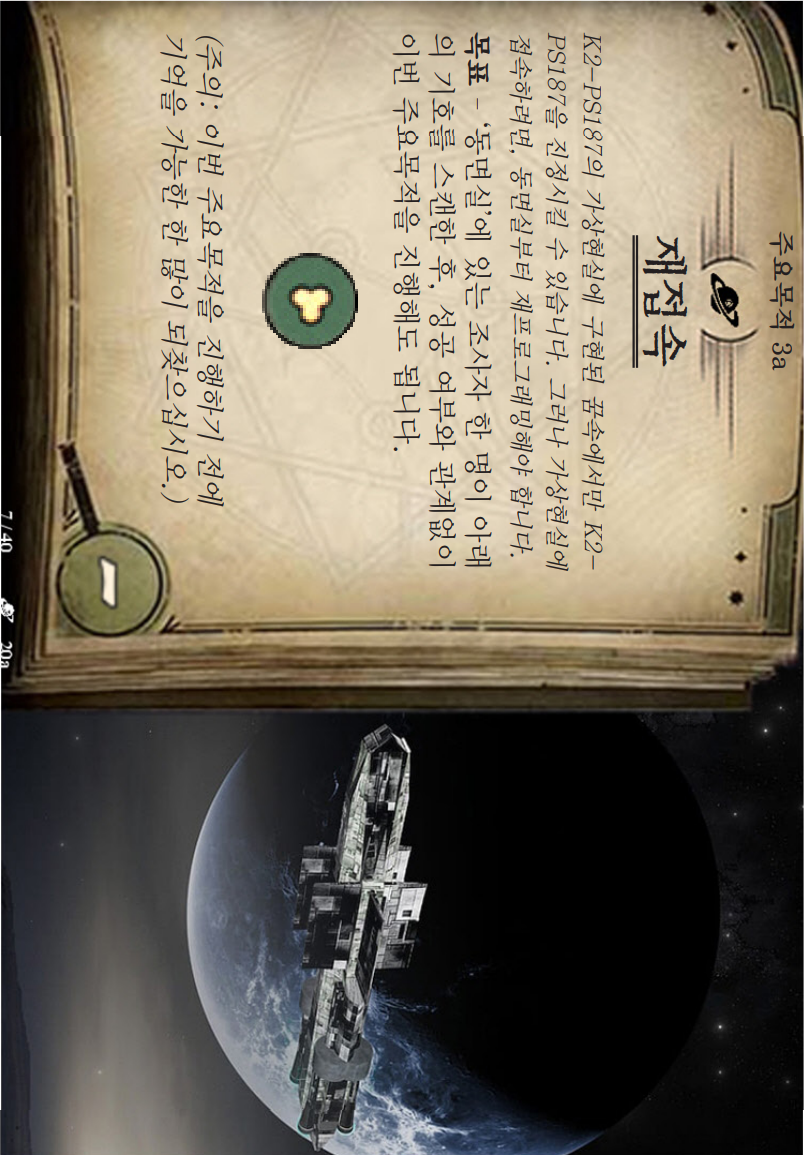 주요목적 3a
재접속
K2-PS187의 가상현실에 구현된 꿈속에서만 K2-
PS187을 진정시킬 수 있습니다. 그러나 가상현실에
접속하려면, 동면실부터 재프로그래밍해야 합니다.
목표 - '동면실'에 있는 조사자 한 명이 아래
의 기호를 스캔한 후, 성공 여부와 관계없이
이번 주요목적을 진행해도 됩니다.
(주의: 이번 주요목적을 진행하기 전에
기억을 가능한 한 많이 되찾으십시오.)
–
7/40 20a